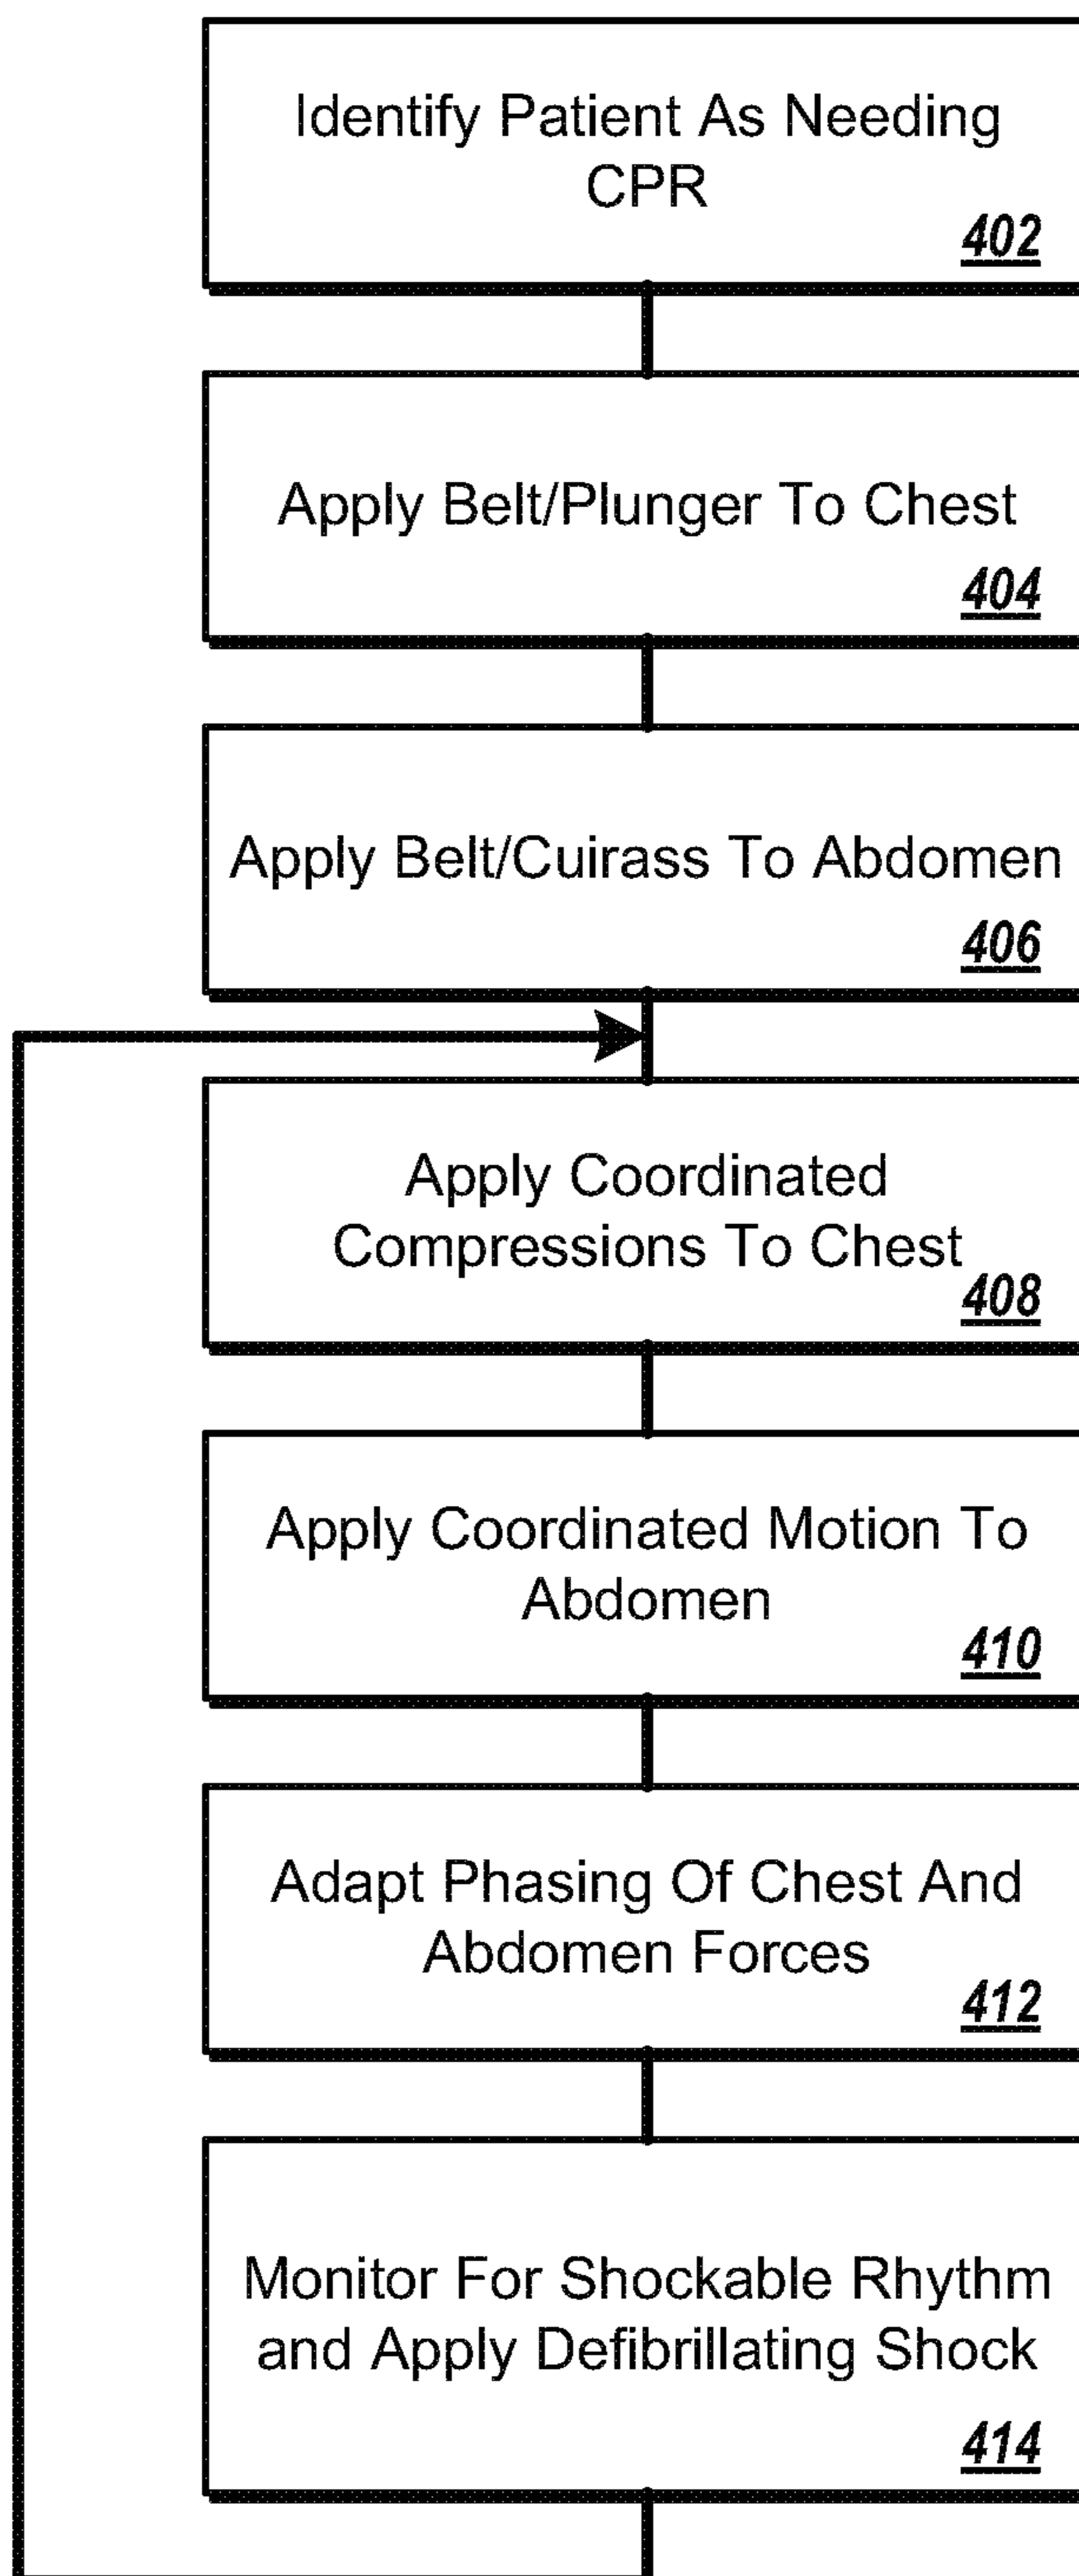 Identify Patient As Needing
CPR
402
Apply Belt/Plunger To Chest
404
Apply Belt/Cuirass To Abdomen
406
Apply Coordinated
Compressions To Chest
408
Apply Coordinated Motion To
Abdomen
410
Adapt Phasing Of Chest And
Abdomen Forces
412
Monitor For Shockable Rhythm
and Apply Defibrillating Shock
414